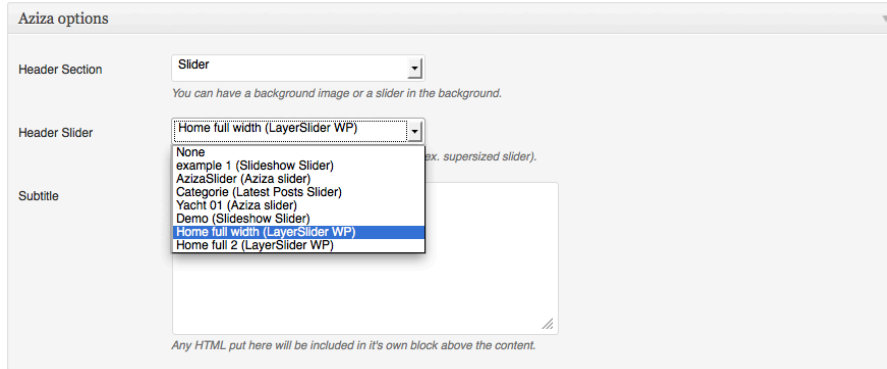 Aziza options
Header Section
Slider
You can have a background image or a slider in the background.
Header Slider
Home full width (LayerSlider WP)
ex. supersized slider).
None
example 1 (Slideshow Slider)
AzizaSlider (Aziza slider)
Categorie (Latest Posts Slider)
Yacht 01 (Aziza slider)
Demo (Slideshow Slider)
Home full width (LayerSlider WP)
Home full 2 (LayerSlider WP)
Subtitle
Any HTML put here will be included in it's own block above the content.